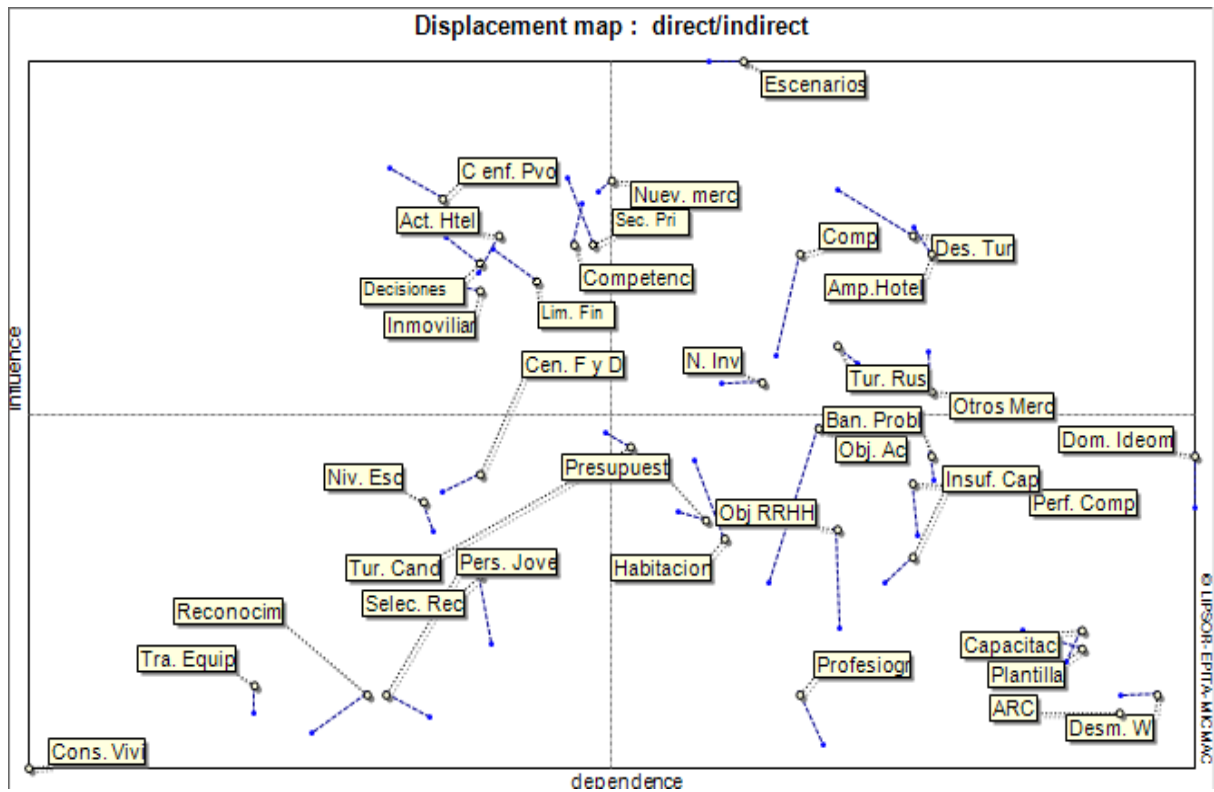 Displacement map : direct/indirect
Escenarios
C enf. Pvo
Nuev. merc
Act. Htel
Sec. Pri
Comp
Des. Tur
Competenc
Decisiones
Amp.Hotel
Lim. Fin
Inmoviliar
influence
Cen. F y D
N. Inv
Tur. Rus
Otros Merc
Ban. Probl
Dom. Ideom
Obj. Ac
Presupuest
Niv. Esc
Insuf. Cap
Perf. Comp
Obj RRHH
Tur. Cand
Pers. Jove
Habitacion
Selec. Rec
Reconocim
Capacitac
Tra. Equip
Profesiogr
Plantilla
ARC
Desm. W
Cons. Vivi
dependence
© LIPSOR-EPITA-MICMAC